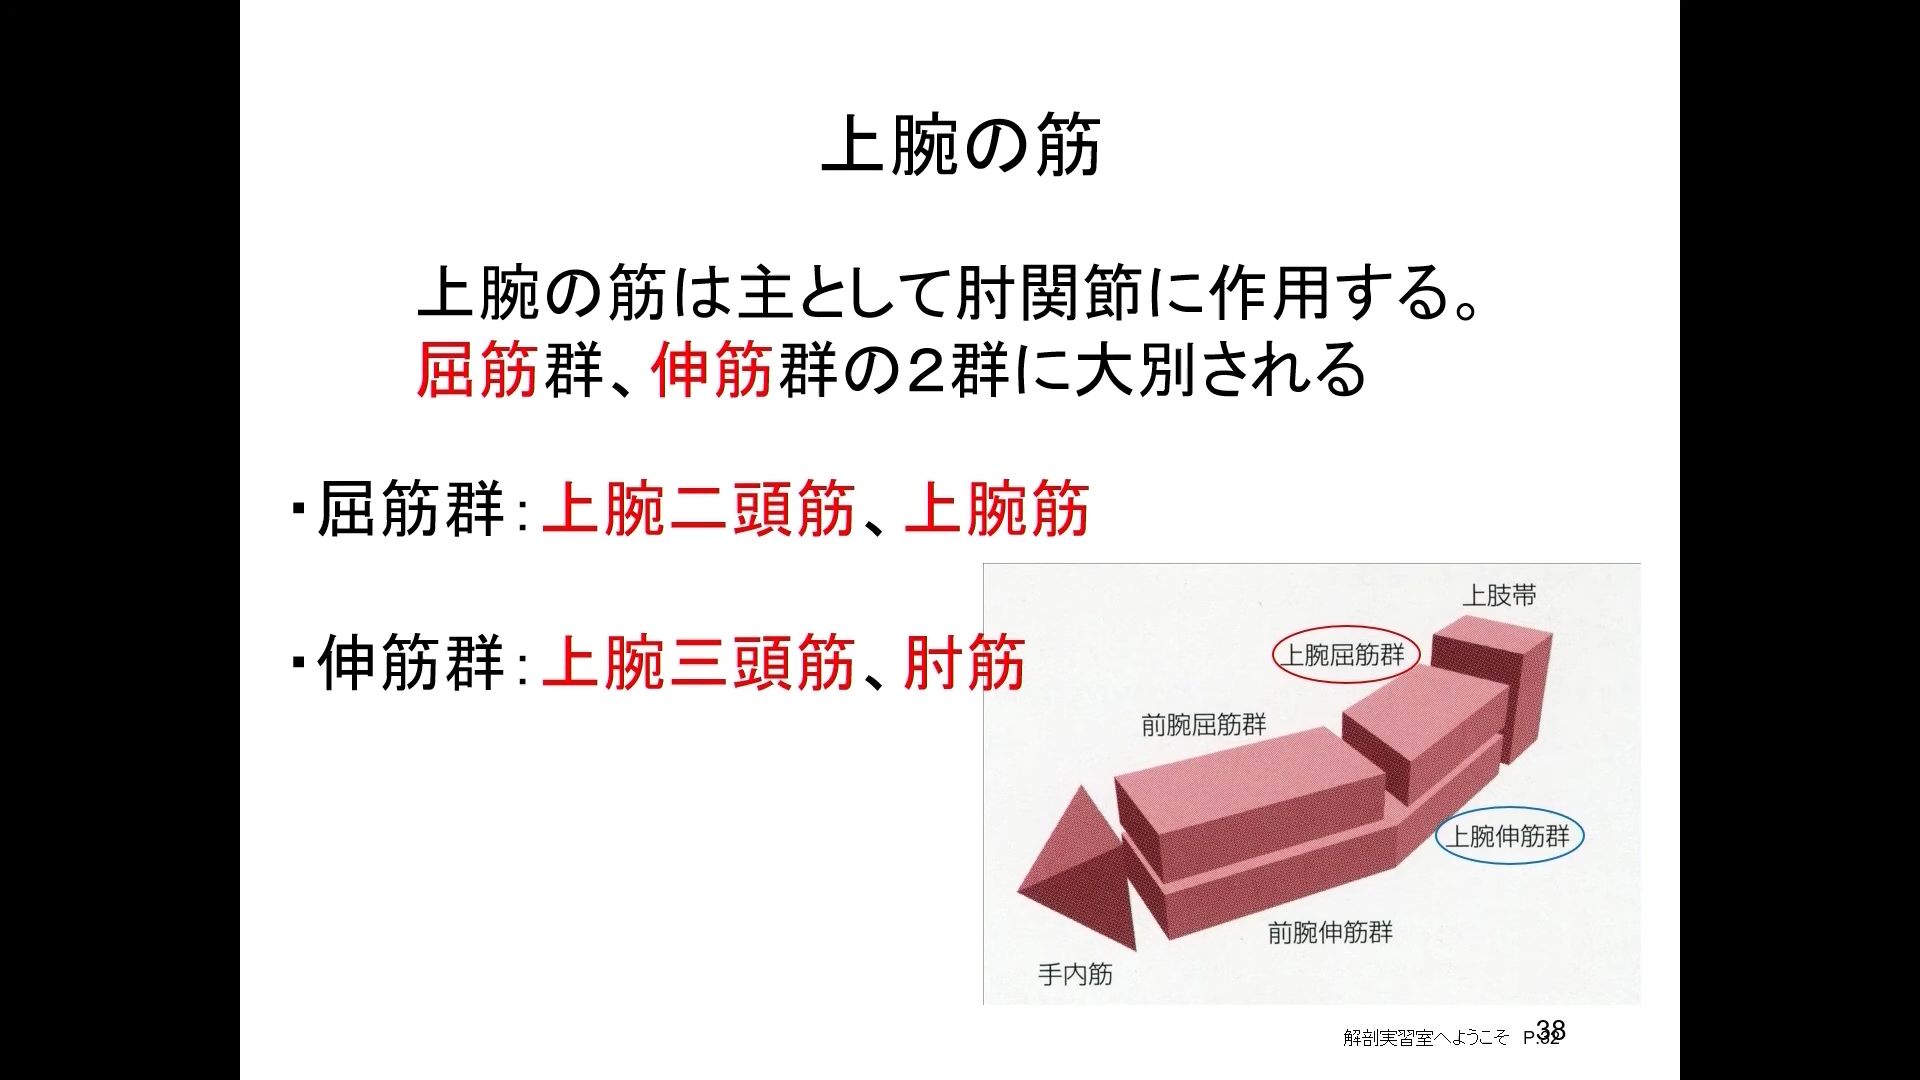 上腕の筋
上腕の筋は主として肘関節に作用する。
屈筋群、伸筋群の２群に大別される
・屈筋群：上腕二頭筋、上腕筋
・伸筋群：上腕三頭筋、肘筋
上肢帯
上腕屈筋群
前腕屈筋群
上腕伸筋群
前腕伸筋群
手内筋
解剖実習室へようこそ
38